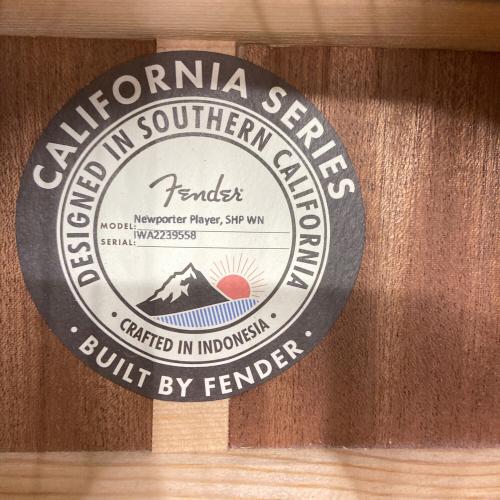 CALIFORNIA SERIES
DESIGNED IN SOUTHERN CALIFORNIA
Fender
MODEL: Newporter Player, SHP WN
SERIAL: IWA2239558
• CRAFTED IN INDONESIA •
• BUILT BY FENDER •